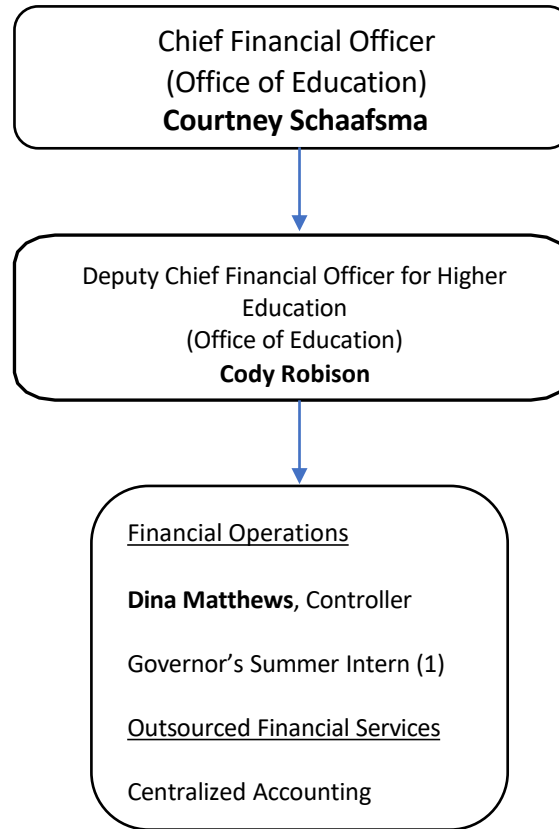 Chief Financial Officer
(Office of Education)
Courtney Schaafsma
Deputy Chief Financial Officer for Higher
Education
(Office of Education)
Cody Robison
Financial Operations
Dina Matthews, Controller
Governor’s Summer Intern (1)
Outsourced Financial Services
Centralized Accounting